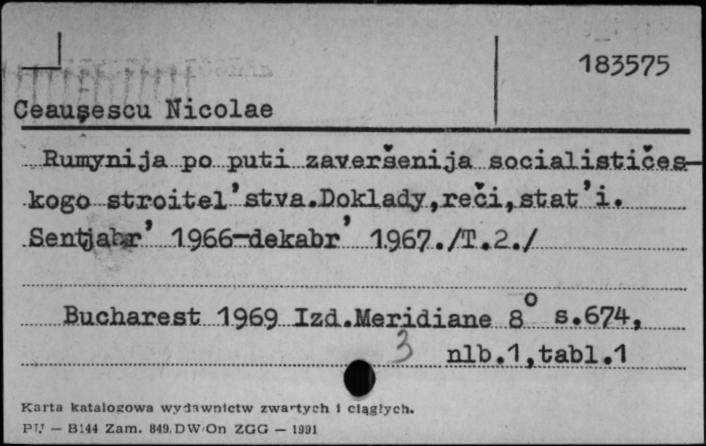 183575
Ceauşescu Nicolae
Rumynija po puti zaveršenija socialističes-
kogo stroitel'stva.Doklady,reči,stat'i.
Sentjabr' 1966-dekabr' 1967./T.2./
Bucharest 1969 Izd.Meridiane 8° s.674,
3 nlb.1,tabl.1
Karta katalogowa wydawnictw zwartych i ciągłych.
PU — B144 Zam. 849. DW On ZGG — 1991